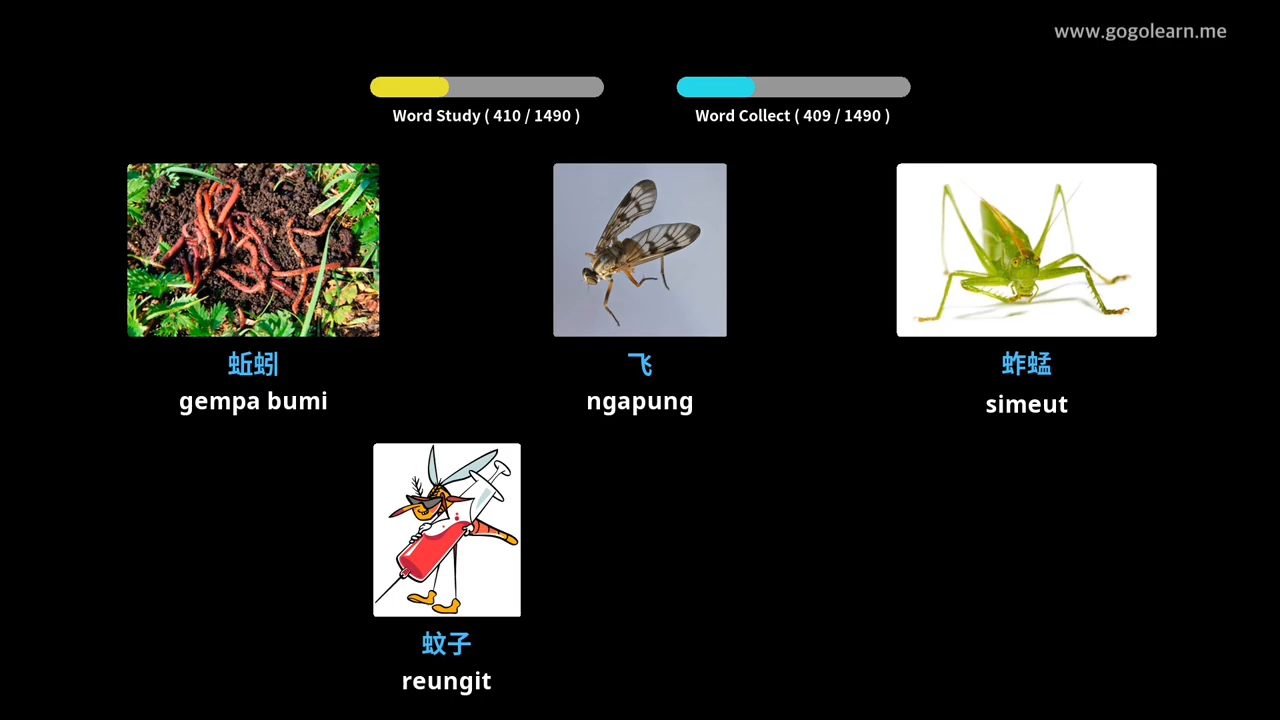 www.gogolearn.me
Word Study ( 410 / 1490 )
Word Collect ( 409 / 1490 )
蚯蚓
gempa bumi
飞
ngapung
蚱蜢
simeut
蚊子
reungit